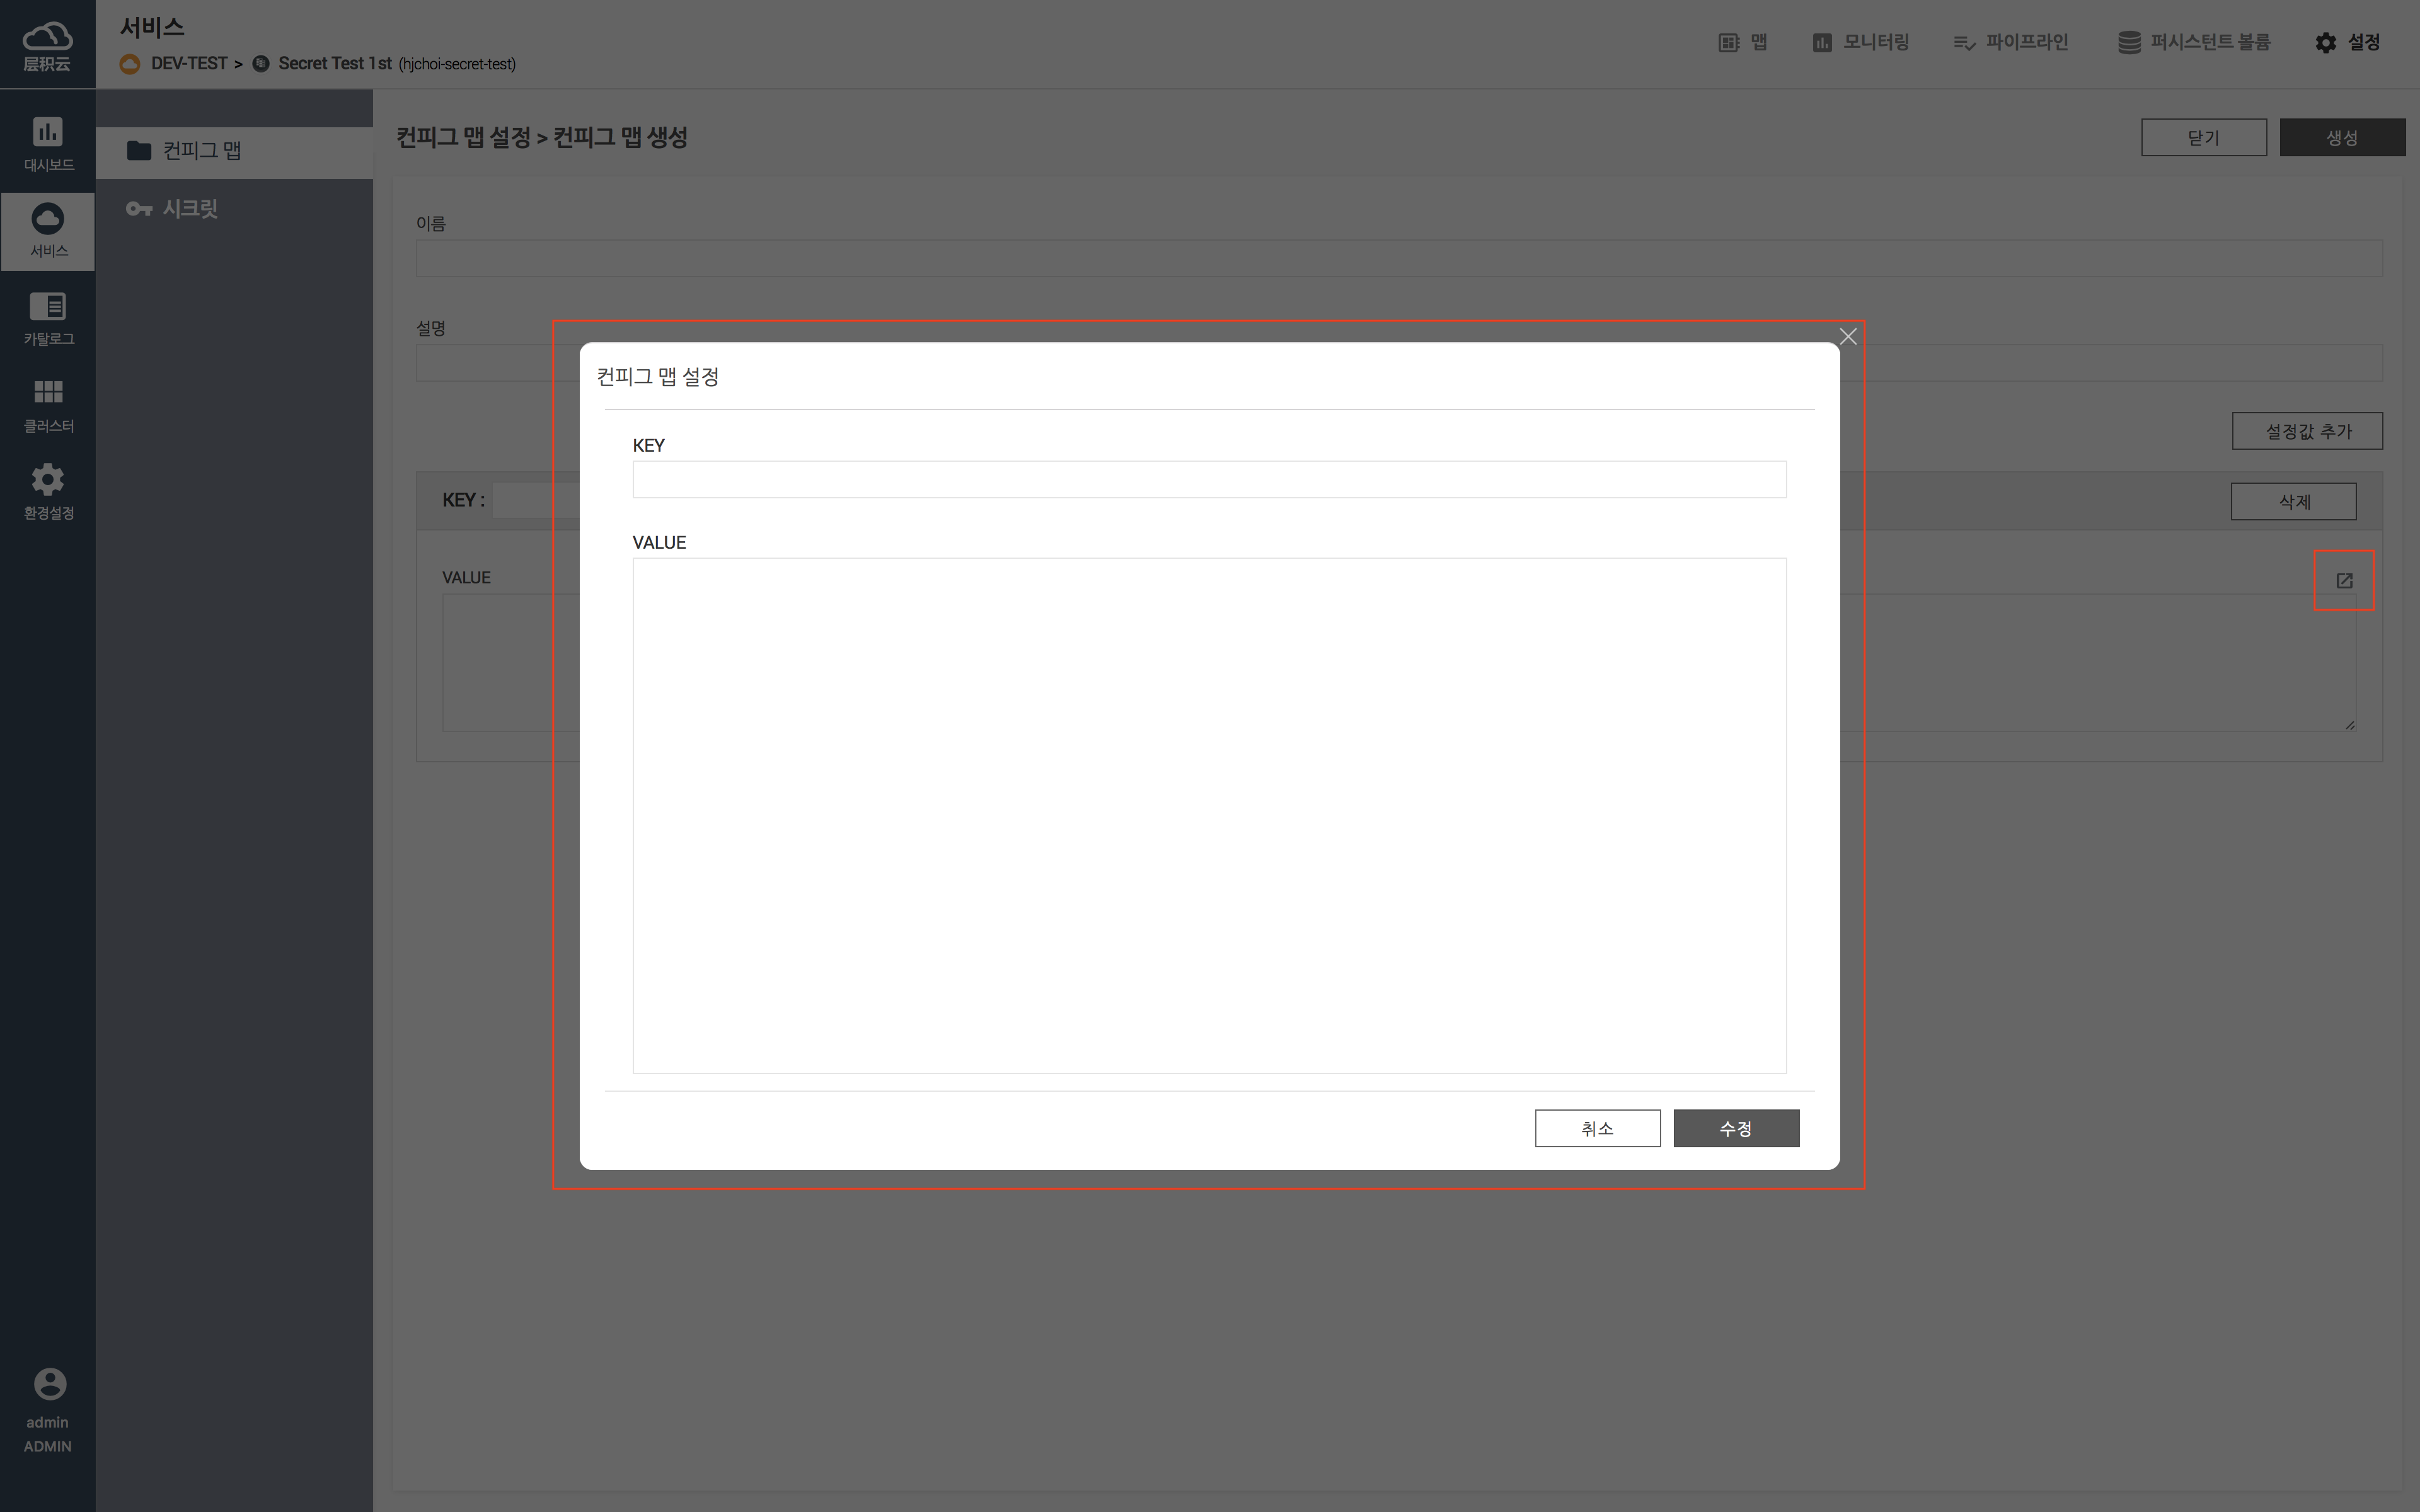 层积云
서비스
DEV-TEST > Secret Test 1st (hjchoi-secret-test)
맵
모니터링
파이프라인
퍼시스턴트 볼륨
설정
대시보드
서비스
카탈로그
클러스터
환경설정
admin
ADMIN
컨피그 맵
시크릿
컨피그 맵 설정 > 컨피그 맵 생성
닫기
생성
이름
설명
설정값 추가
KEY :
삭제
VALUE
컨피그 맵 설정
KEY
VALUE
취소
수정